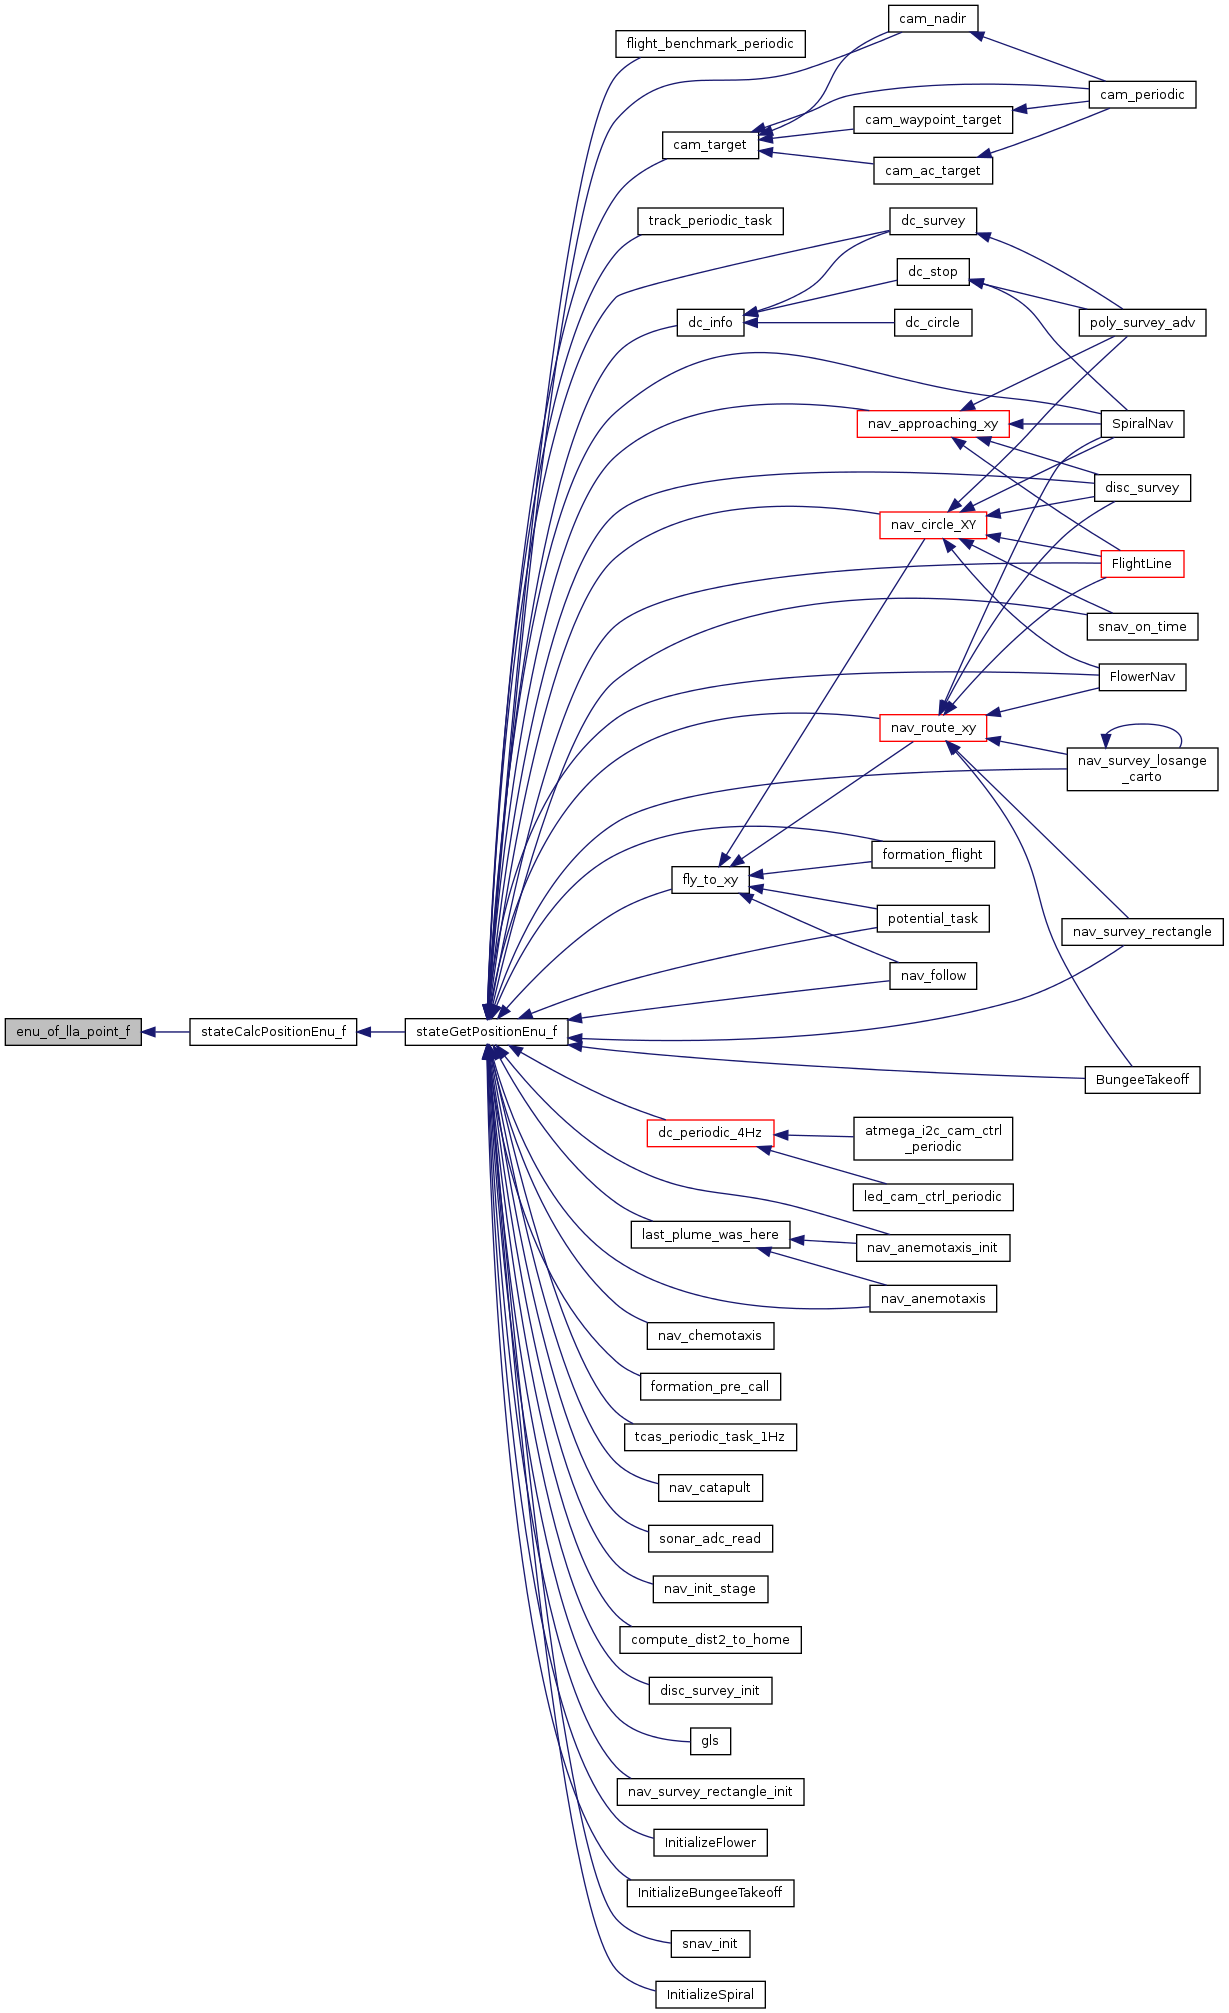 cam_nadir
flight_benchmark_periodic
cam_periodic
cam_waypoint_target
cam_target
cam_ac_target
track_periodic_task
dc_survey
dc_stop
dc_info
dc_circle
poly_survey_adv
nav_approaching_xy
SpiralNav
disc_survey
nav_circle_XY
FlightLine
snav_on_time
FlowerNav
nav_route_xy
nav_survey_losange
_carto
formation_flight
fly_to_xy
potential_task
nav_survey_rectangle
nav_follow
enu_of_lla_point_f
stateCalcPositionEnu_f
stateGetPositionEnu_f
BungeeTakeoff
dc_periodic_4Hz
atmega_i2c_cam_ctrl
_periodic
led_cam_ctrl_periodic
last_plume_was_here
nav_anemotaxis_init
nav_anemotaxis
nav_chemotaxis
formation_pre_call
tcas_periodic_task_1Hz
nav_catapult
sonar_adc_read
nav_init_stage
compute_dist2_to_home
disc_survey_init
gls
nav_survey_rectangle_init
InitializeFlower
InitializeBungeeTakeoff
snav_init
InitializeSpiral